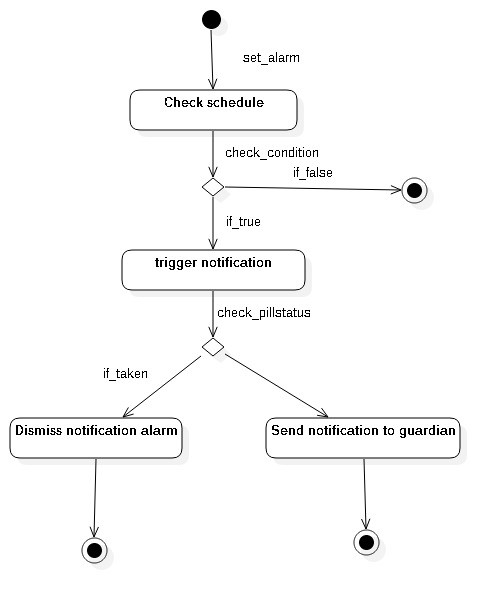 set_alarm
Check schedule
check_condition
if_false
if_true
trigger notification
check_pillstatus
if_taken
Dismiss notification alarm
Send notification to guardian